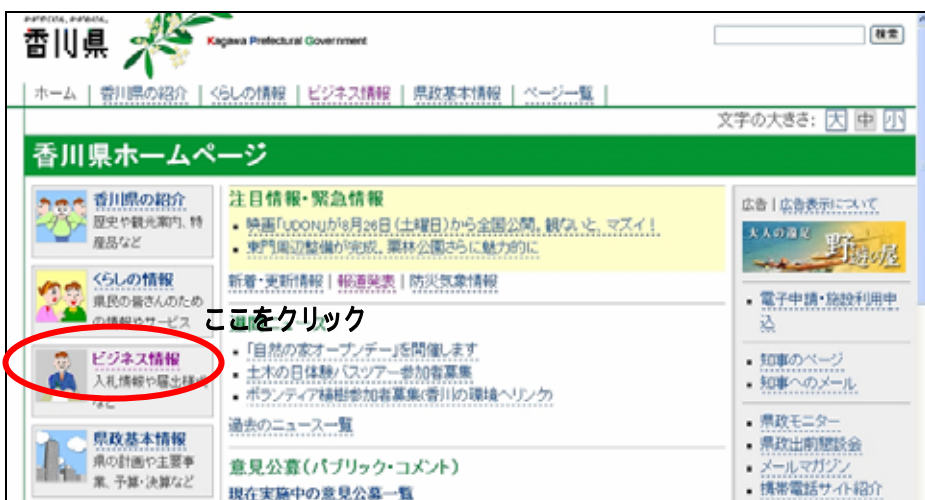 香川県
Kagawa Prefectural Government
検索
ホーム | 香川県の紹介 | くらしの情報 | ビジネス情報 | 県政基本情報 | ページ一覧 |
文字の大きさ: 大 中 小
香川県ホームページ
香川県の紹介
歴史や観光案内、特
産品など
くらしの情報
県民の皆さんのため
の情報やサービス
ここをクリック
ビジネス情報
入札情報や届出様式
など
県政基本情報
県の計画や主要事
業、予算・決算など
注目情報・緊急情報
映画「UDON」が8月26日(土曜日)から全国公開。観ないと、マズイ!
東門周辺整備が完成。栗林公園さらに魅力的に
新着・更新情報 | 報道発表 | 防災気象情報
「自然の家オープンデー」を開催します
土木の日体験バスツアー参加者募集
ボランティア植樹参加者募集(香川の環境へリンク)
過去のニュース一覧
意見公募(パブリック・コメント)
現在実施中の意見公募一覧
広告 | 広告表示について
大人の遠足
野遊の屋
電子申請・施設利用申
込
知事のページ
知事へのメール
県政モニター
県政出前懇談会
メールマガジン
携帯電話サイト紹介